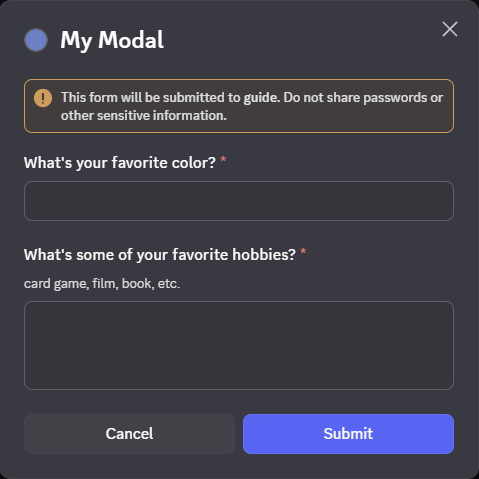 My Modal
This form will be submitted to guide. Do not share passwords or
other sensitive information.
What's your favorite color? *
What's some of your favorite hobbies? *
card game, film, book, etc.
Cancel
Submit